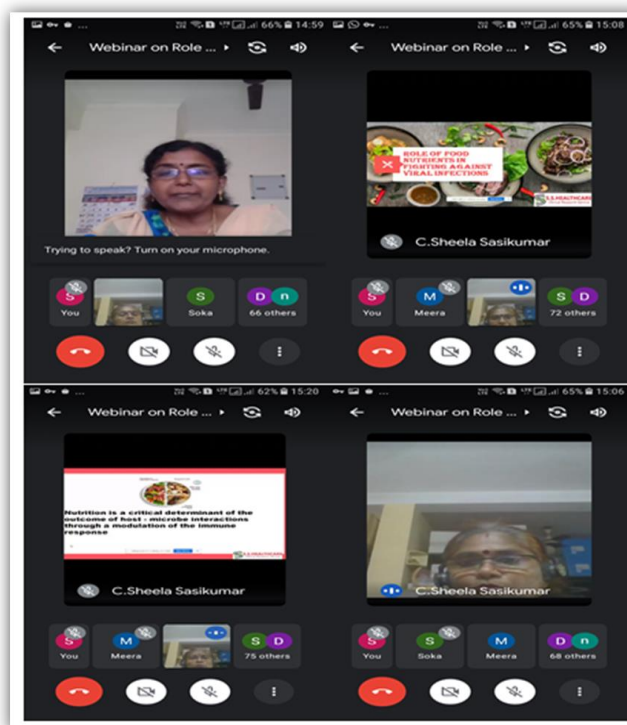 66% 14:59
Webinar on Role ...
Trying to speak? Turn on your microphone.
S
You
S
Soka
D n
66 others
65% 15:08
Webinar on Role ...
ROLE OF FOOD
NUTRIENTS IN
FIGHTING AGAINST
VIRAL INFECTIONS
S.S.HEALTHCARE
C.Sheela Sasikumar
S
You
M
Meera
S D
72 others
62% 15:20
Webinar on Role ...
Nutrition is a critical determinant of the
outcome of host - microbe interactions
through a modulation of the immune
response
S.S.HEALTHCARE
C.Sheela Sasikumar
S
You
M
Meera
S D
75 others
65% 15:06
Webinar on Role ...
C.Sheela Sasikumar
S
You
S
Soka
M
Meera
D n
68 others